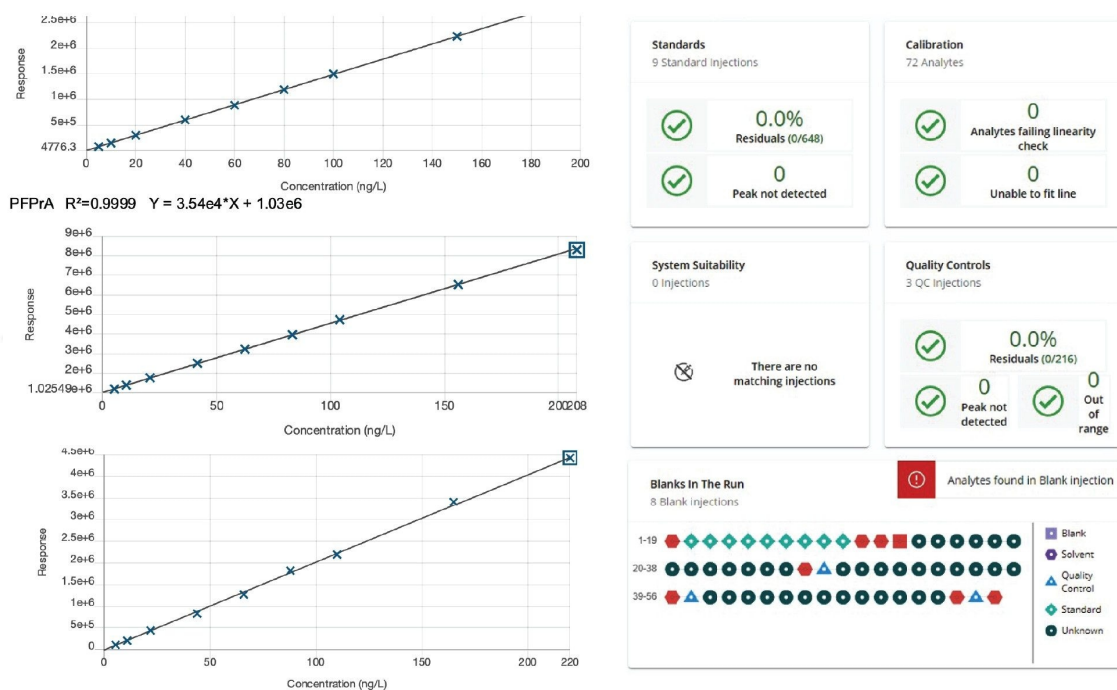 2.5e+6
2e+6
1.5e+6
1e+6
5e+5
4776.3
Response
0 20 40 60 80 100 120 140 160 180 200
Concentration (ng/L)
PFPrA R²=0.9999 Y = 3.54e4*X + 1.03e6
9e+6
8e+6
7e+6
6e+6
5e+6
4e+6
3e+6
2e+6
1.02549e+6
Response
0 50 100 150 200208
Concentration (ng/L)
4.5e+6
4e+6
3.5e+6
3e+6
2.5e+6
2e+6
1.5e+6
1e+6
5e+5
0
Response
0 50 100 150 200 220
Concentration (ng/L)
Standards
9 Standard Injections
0.0%
Residuals (0/648)
0
Peak not detected
Calibration
72 Analytes
0
Analytes failing linearity
check
0
Unable to fit line
System Suitability
0 Injections
There are no
matching injections
Quality Controls
3 QC Injections
0.0%
Residuals (0/216)
0
Peak not
detected
0
Out
of
range
Blanks In The Run
8 Blank injections
Analytes found in Blank injection
1-19
20-38
39-56
Blank
Solvent
Quality
Control
Standard
Unknown